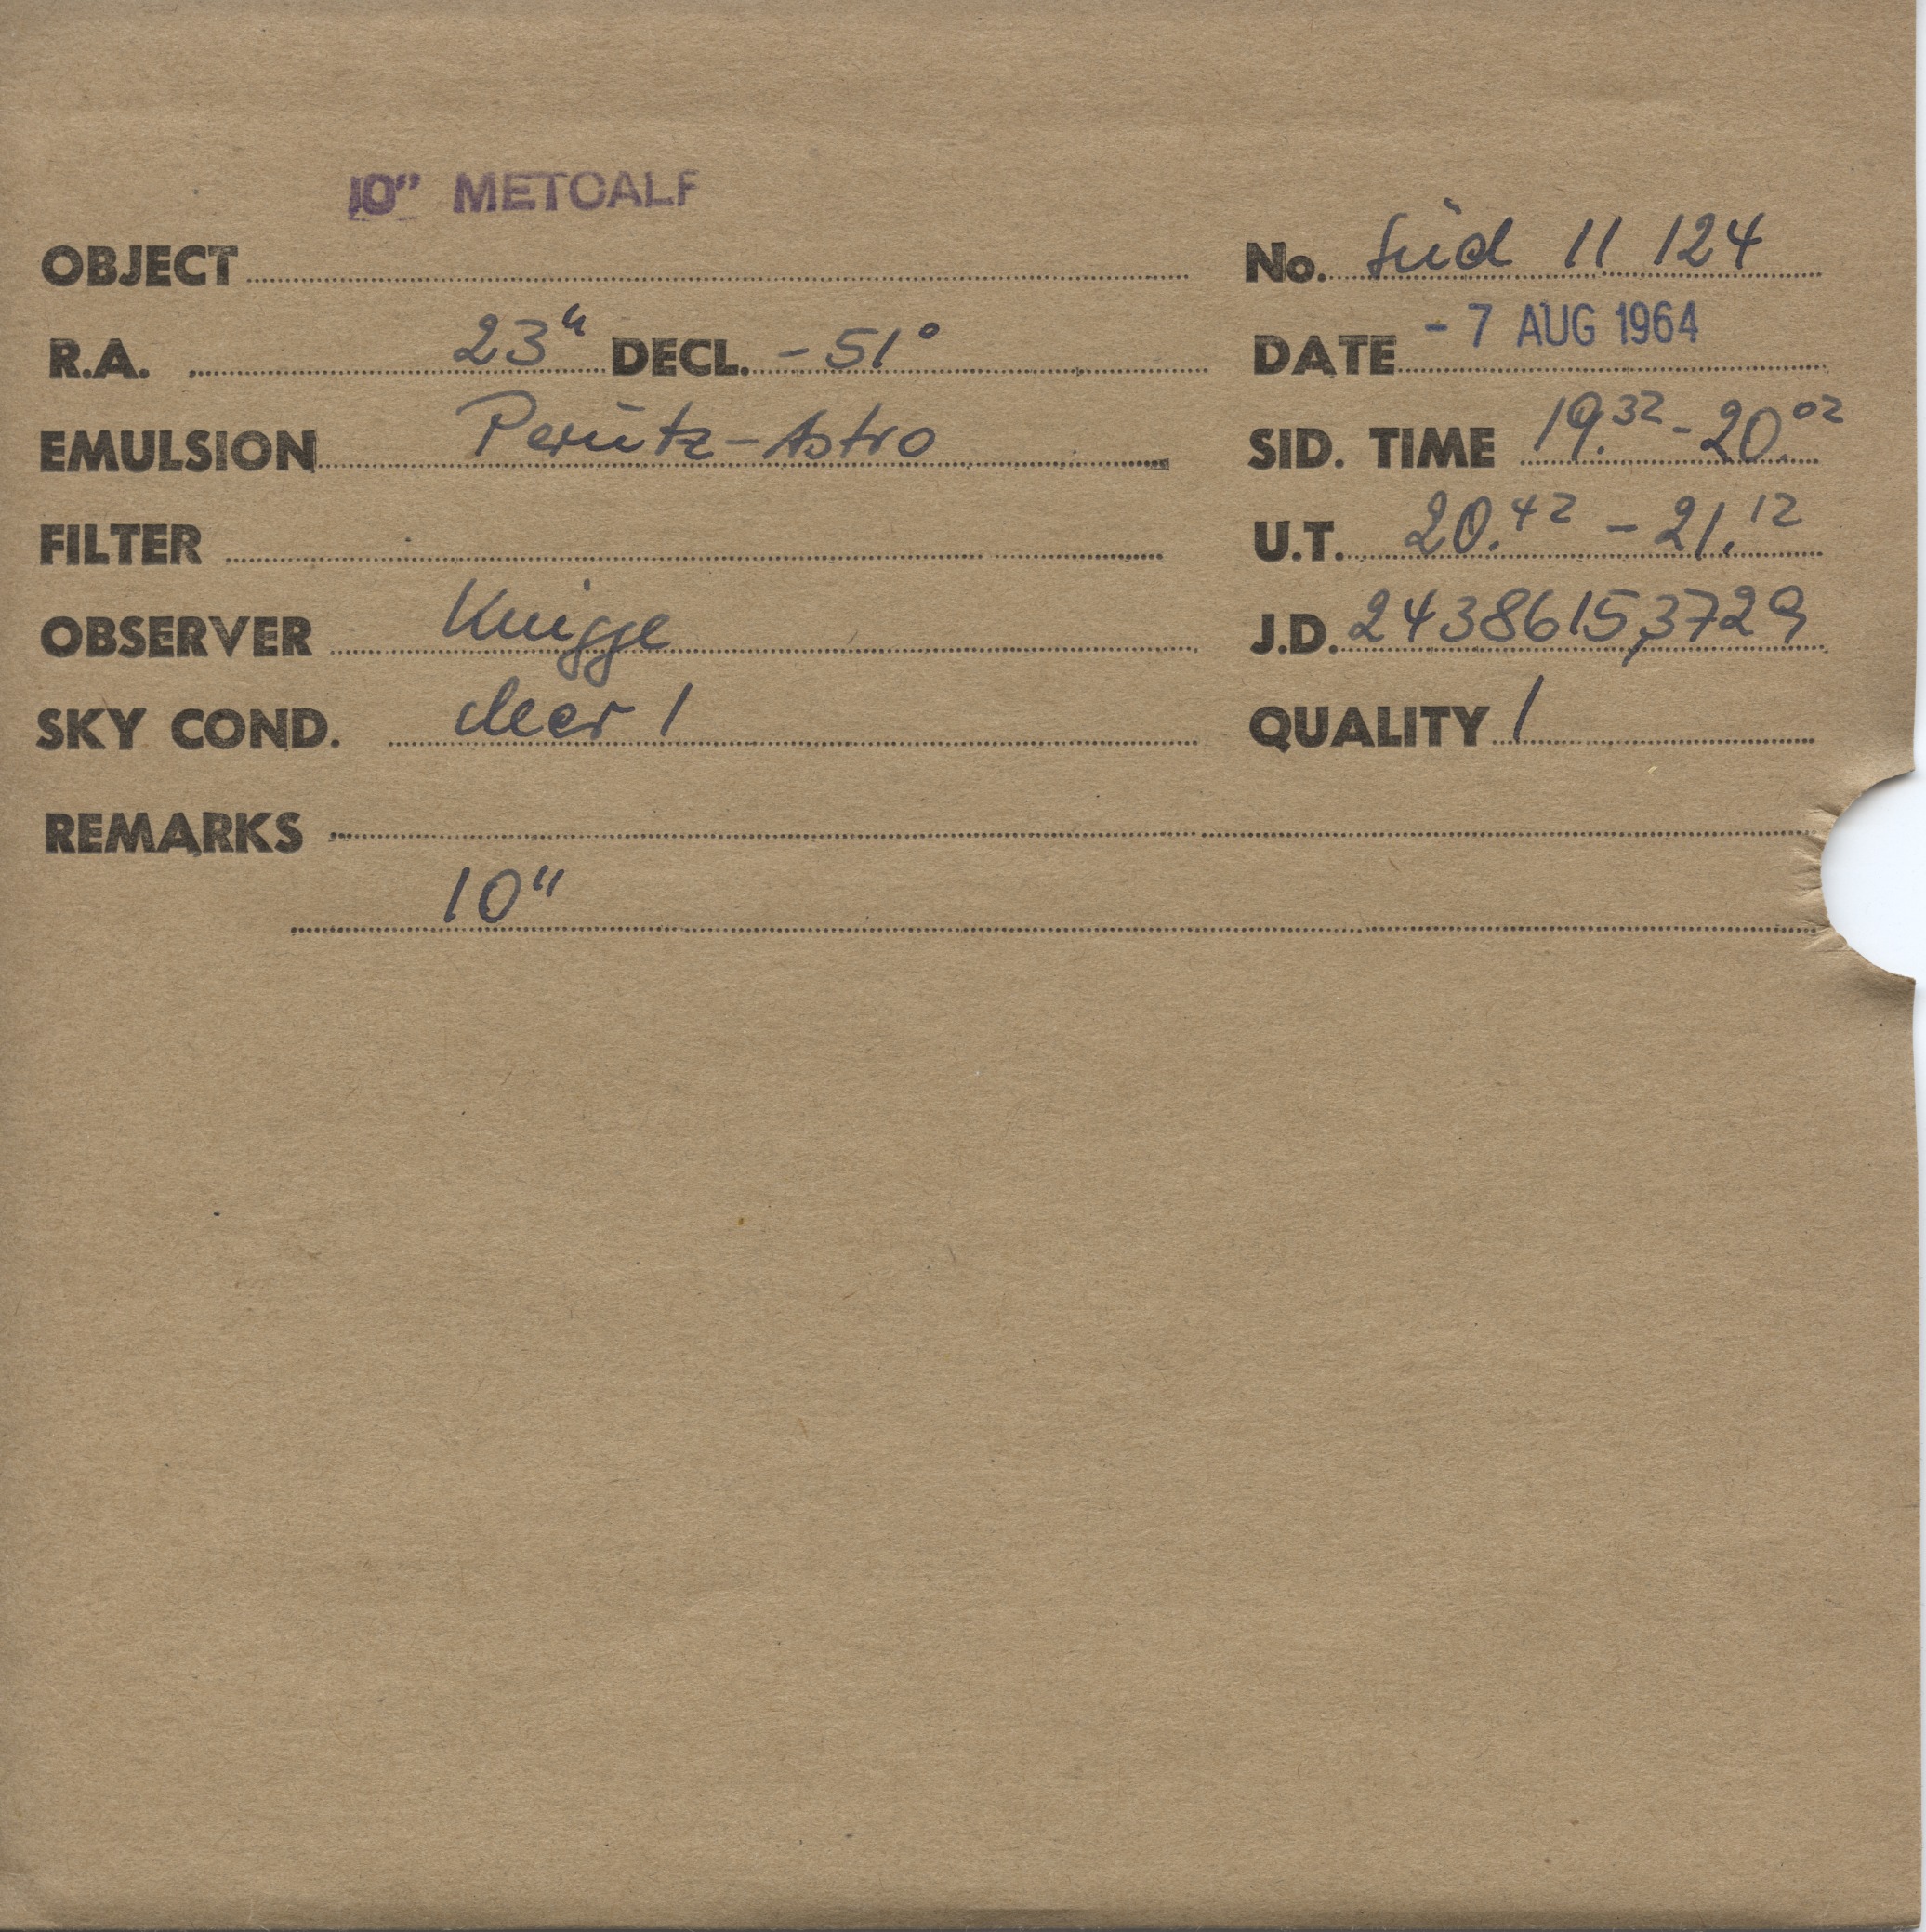 10" METCALF
OBJECT No. Süd 11 124
R.A. 23h DECL. -51° DATE - 7 AUG 1964
EMULSION Perutz-Astro SID. TIME 19.32 - 20.02
FILTER U.T. 20.42 - 21.12
OBSERVER Knigge J.D. 2438615,3729
SKY COND. clear 1 QUALITY 1
REMARKS
10"